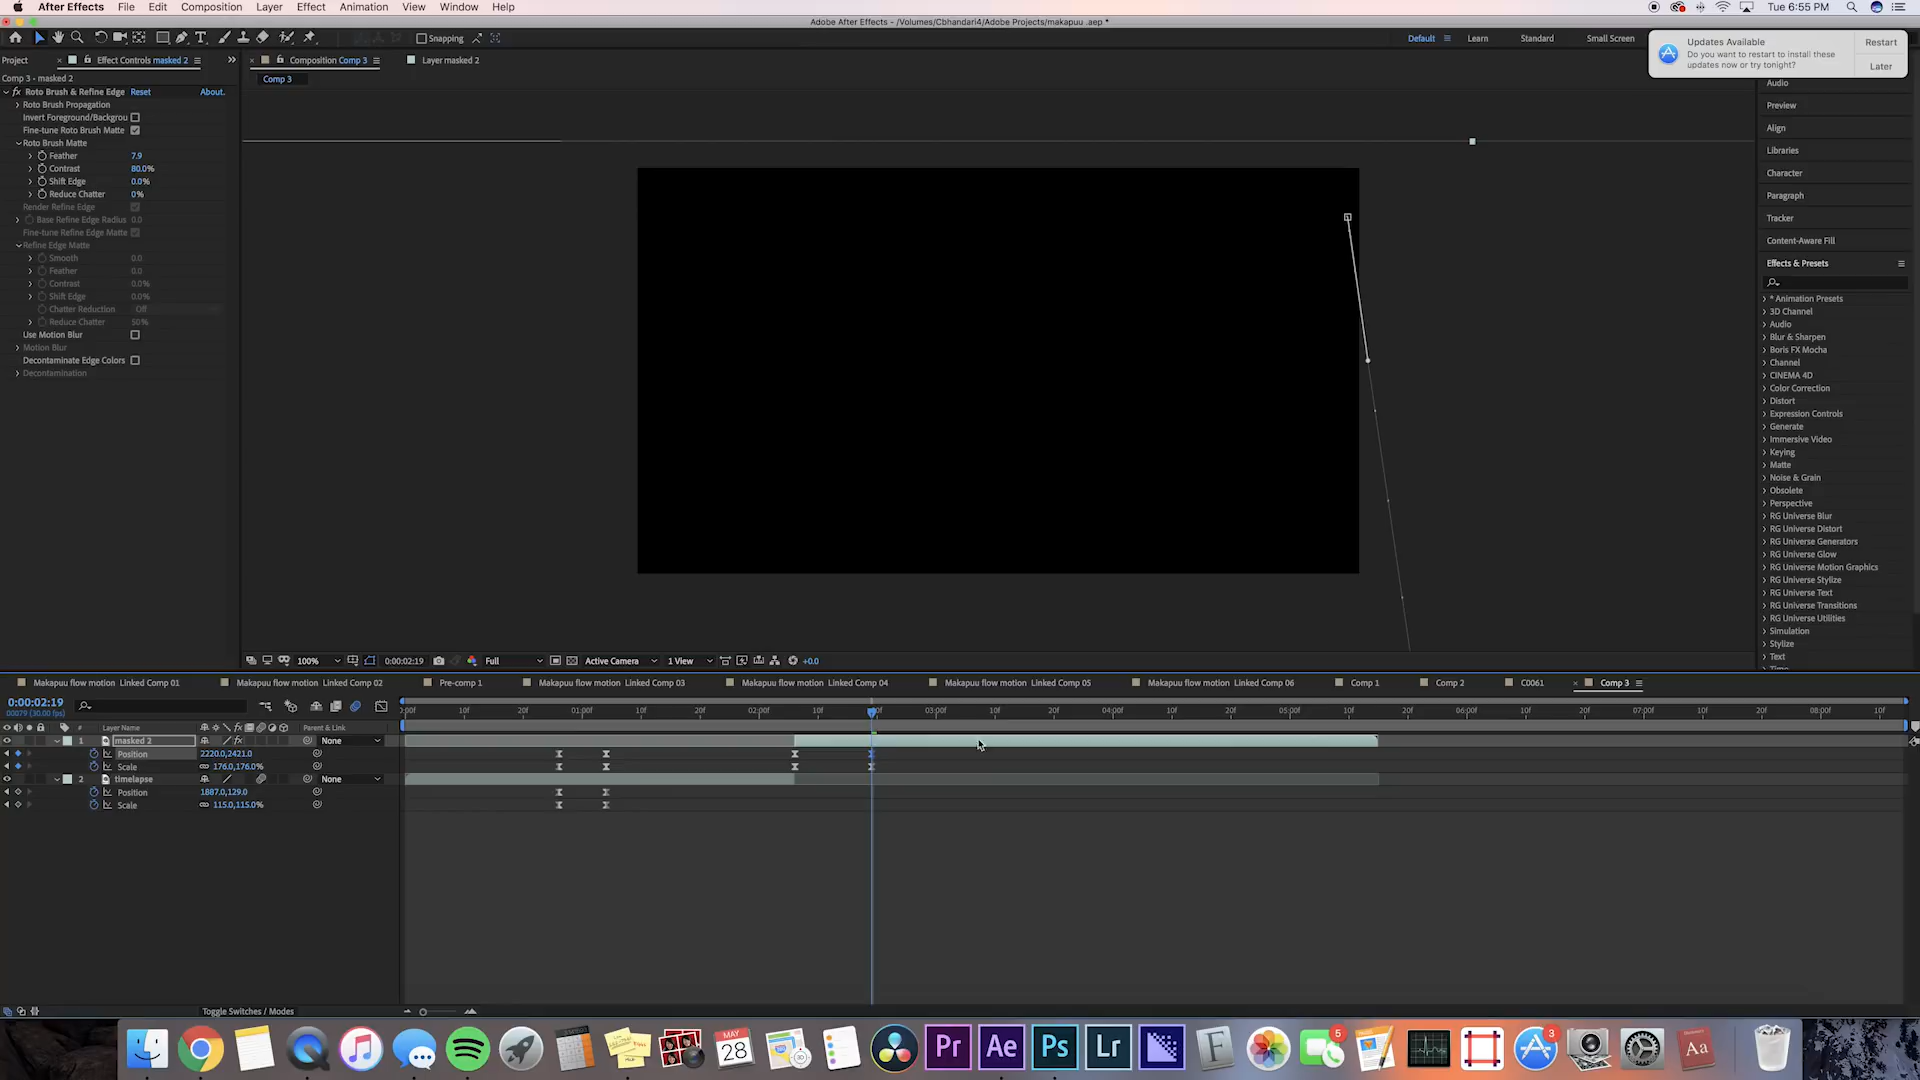 After Effects File Edit Composition Layer Effect Animation View Window Help Tue 6:55 PM
Adobe After Effects - /Volumes/Cbhandari4/Adobe Projects/makapuu .aep *
Snapping Default Learn Standard Small Screen
Updates Available
Do you want to restart to install these
updates now or try tonight?
Restart
Later
Project Effect Controls masked 2 Composition Comp 3 Layer masked 2
Comp 3 • masked 2
Comp 3
fx Roto Brush & Refine Edge Reset About.
Roto Brush Propagation
Invert Foreground/Backgrou
Fine-tune Roto Brush Matte
Roto Brush Matte
Feather 7.9
Contrast 80.0%
Shift Edge 0.0%
Reduce Chatter 0%
Render Refine Edge
Base Refine Edge Radius 0.0
Fine-tune Refine Edge Matte
Refine Edge Matte
Smooth 0.0
Feather 0.0
Contrast 0.0%
Shift Edge 0.0%
Chatter Reduction Off
Reduce Chatter 50%
Use Motion Blur
Motion Blur
Decontaminate Edge Colors
Decontamination
Audio
Preview
Align
Libraries
Character
Paragraph
Tracker
Content-Aware Fill
Effects & Presets
* Animation Presets
3D Channel
Audio
Blur & Sharpen
Boris FX Mocha
Channel
CINEMA 4D
Color Correction
Distort
Expression Controls
Generate
Immersive Video
Keying
Matte
Noise & Grain
Obsolete
Perspective
RG Universe Blur
RG Universe Distort
RG Universe Generators
RG Universe Glow
RG Universe Motion Graphics
RG Universe Stylize
RG Universe Text
RG Universe Transitions
RG Universe Utilities
Simulation
Stylize
Text
100% 0:00:02:19 Full Active Camera 1 View +0.0
Makapuu flow motion Linked Comp 01 Makapuu flow motion Linked Comp 02 Pre-comp 1 Makapuu flow motion Linked Comp 03 Makapuu flow motion Linked Comp 04 Makapuu flow motion Linked Comp 05 Makapuu flow motion Linked Comp 06 Comp 1 Comp 2 C0061 Comp 3
0:00:02:19
00079 (30.00 fps)
:00f 10f 20f 01:00f 10f 20f 02:00f 10f 03:00f 10f 20f 04:00f 10f 20f 05:00f 10f 20f 06:00f 10f 20f 07:00f 10f 20f 08:00f 10f
# Layer Name fx Parent & Link
1 masked 2 fx None
Position 2220.0,2421.0
Scale 176.0,176.0%
2 timelapse None
Position 1887.0,129.0
Scale 115.0,115.0%
Toggle Switches / Modes
MAY
28
5
Pr Ae Ps Lr
3
Aa